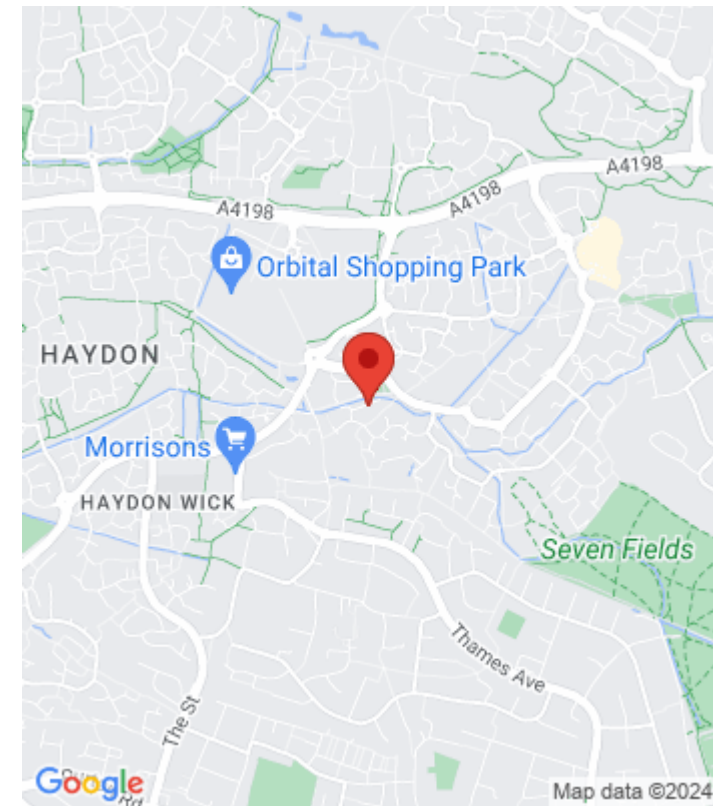 A4198
A4198
A4198
Orbital Shopping Park
HAYDON
Morrisons
HAYDON WICK
Seven Fields
Thames Ave
The St
Google
Map data ©2024